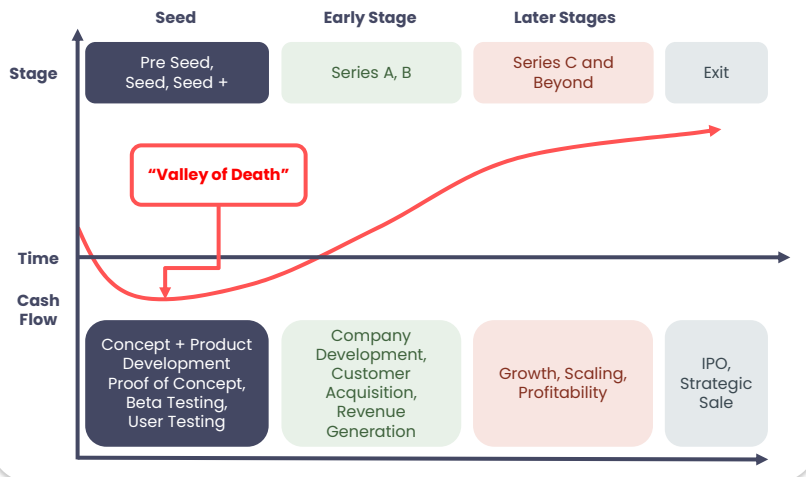 Seed
Early Stage
Later Stages
Stage
Pre Seed,
Seed, Seed +
Series A, B
Series C and
Beyond
Exit
“Valley of Death”
Time
Cash
Flow
Concept + Product
Development
Proof of Concept,
Beta Testing,
User Testing
Company
Development,
Customer
Acquisition,
Revenue
Generation
Growth, Scaling,
Profitability
IPO,
Strategic
Sale